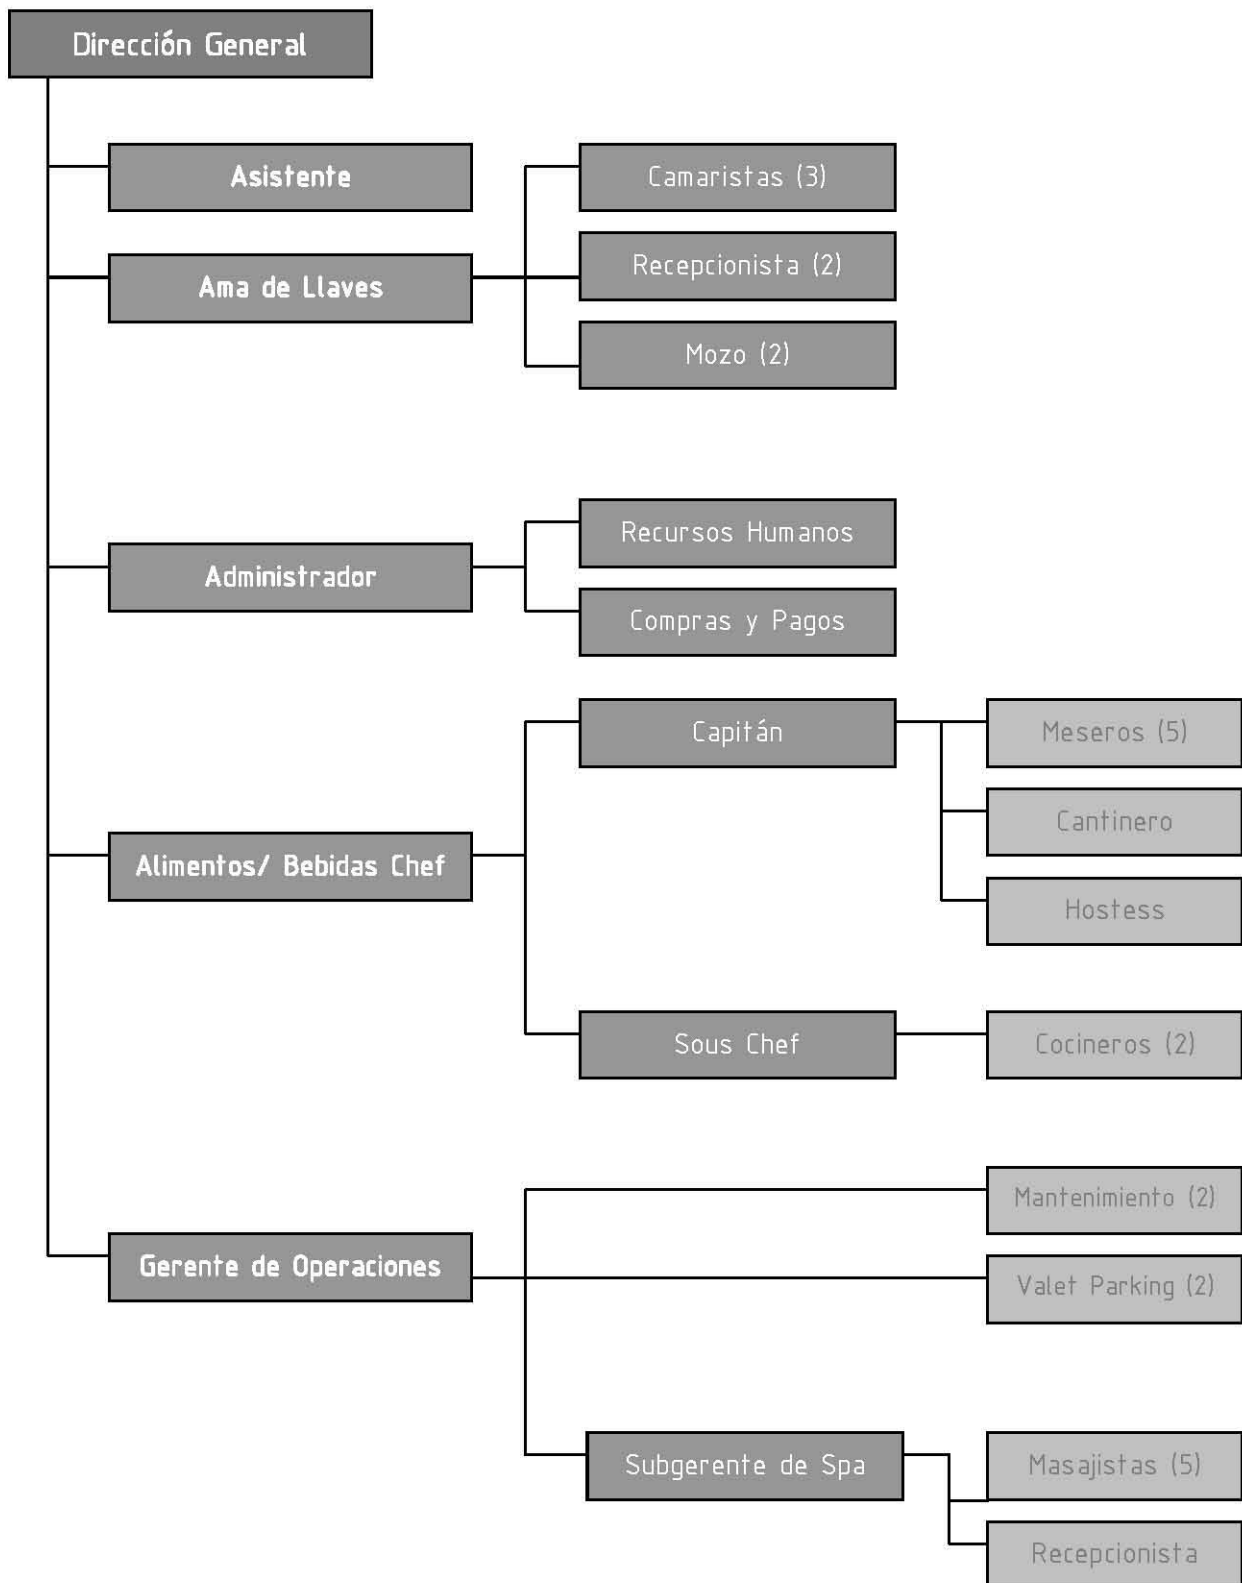 Dirección General
Asistente
Camaristas (3)
Ama de Llaves
Recepcionista (2)
Mozo (2)
Administrador
Recursos Humanos
Compras y Pagos
Alimentos/ Bebidas Chef
Capitán
Meseros (5)
Cantinero
Hostess
Sous Chef
Cocineros (2)
Gerente de Operaciones
Mantenimiento (2)
Valet Parking (2)
Subgerente de Spa
Masajistas (5)
Recepcionista